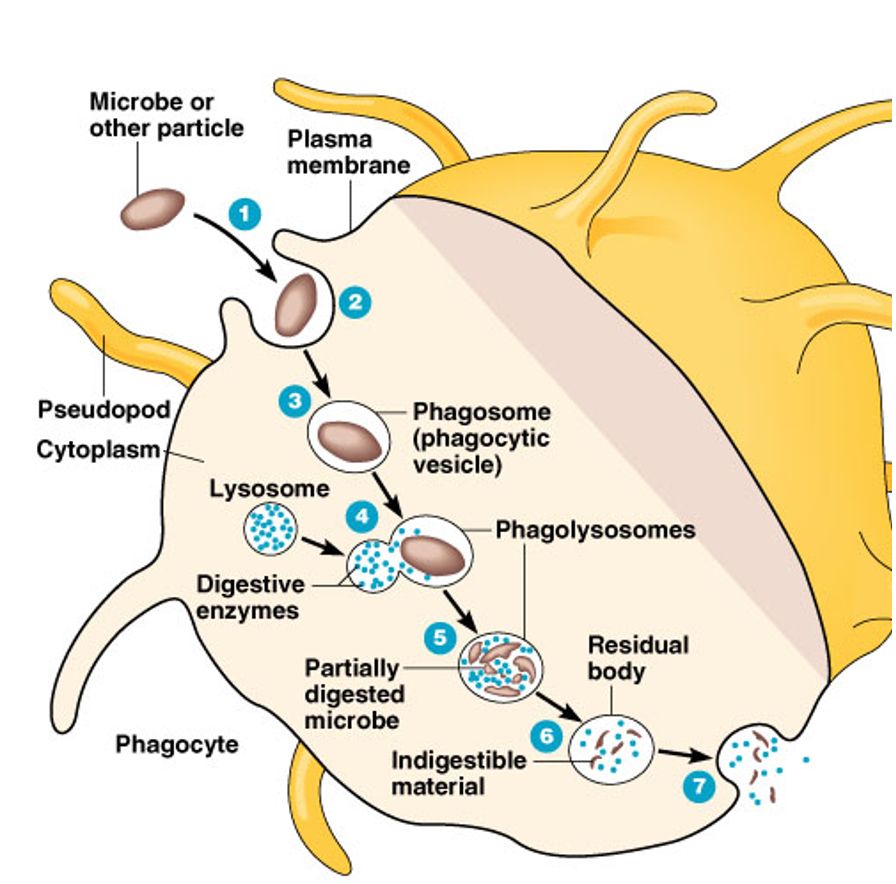 Microbe or
other particle
Plasma
membrane
1
2
Pseudopod
Cytoplasm
3
Phagosome
(phagocytic
vesicle)
Lysosome
4
Phagolysosomes
Digestive
enzymes
5
Partially
digested
microbe
Residual
body
6
Indigestible
material
7
Phagocyte